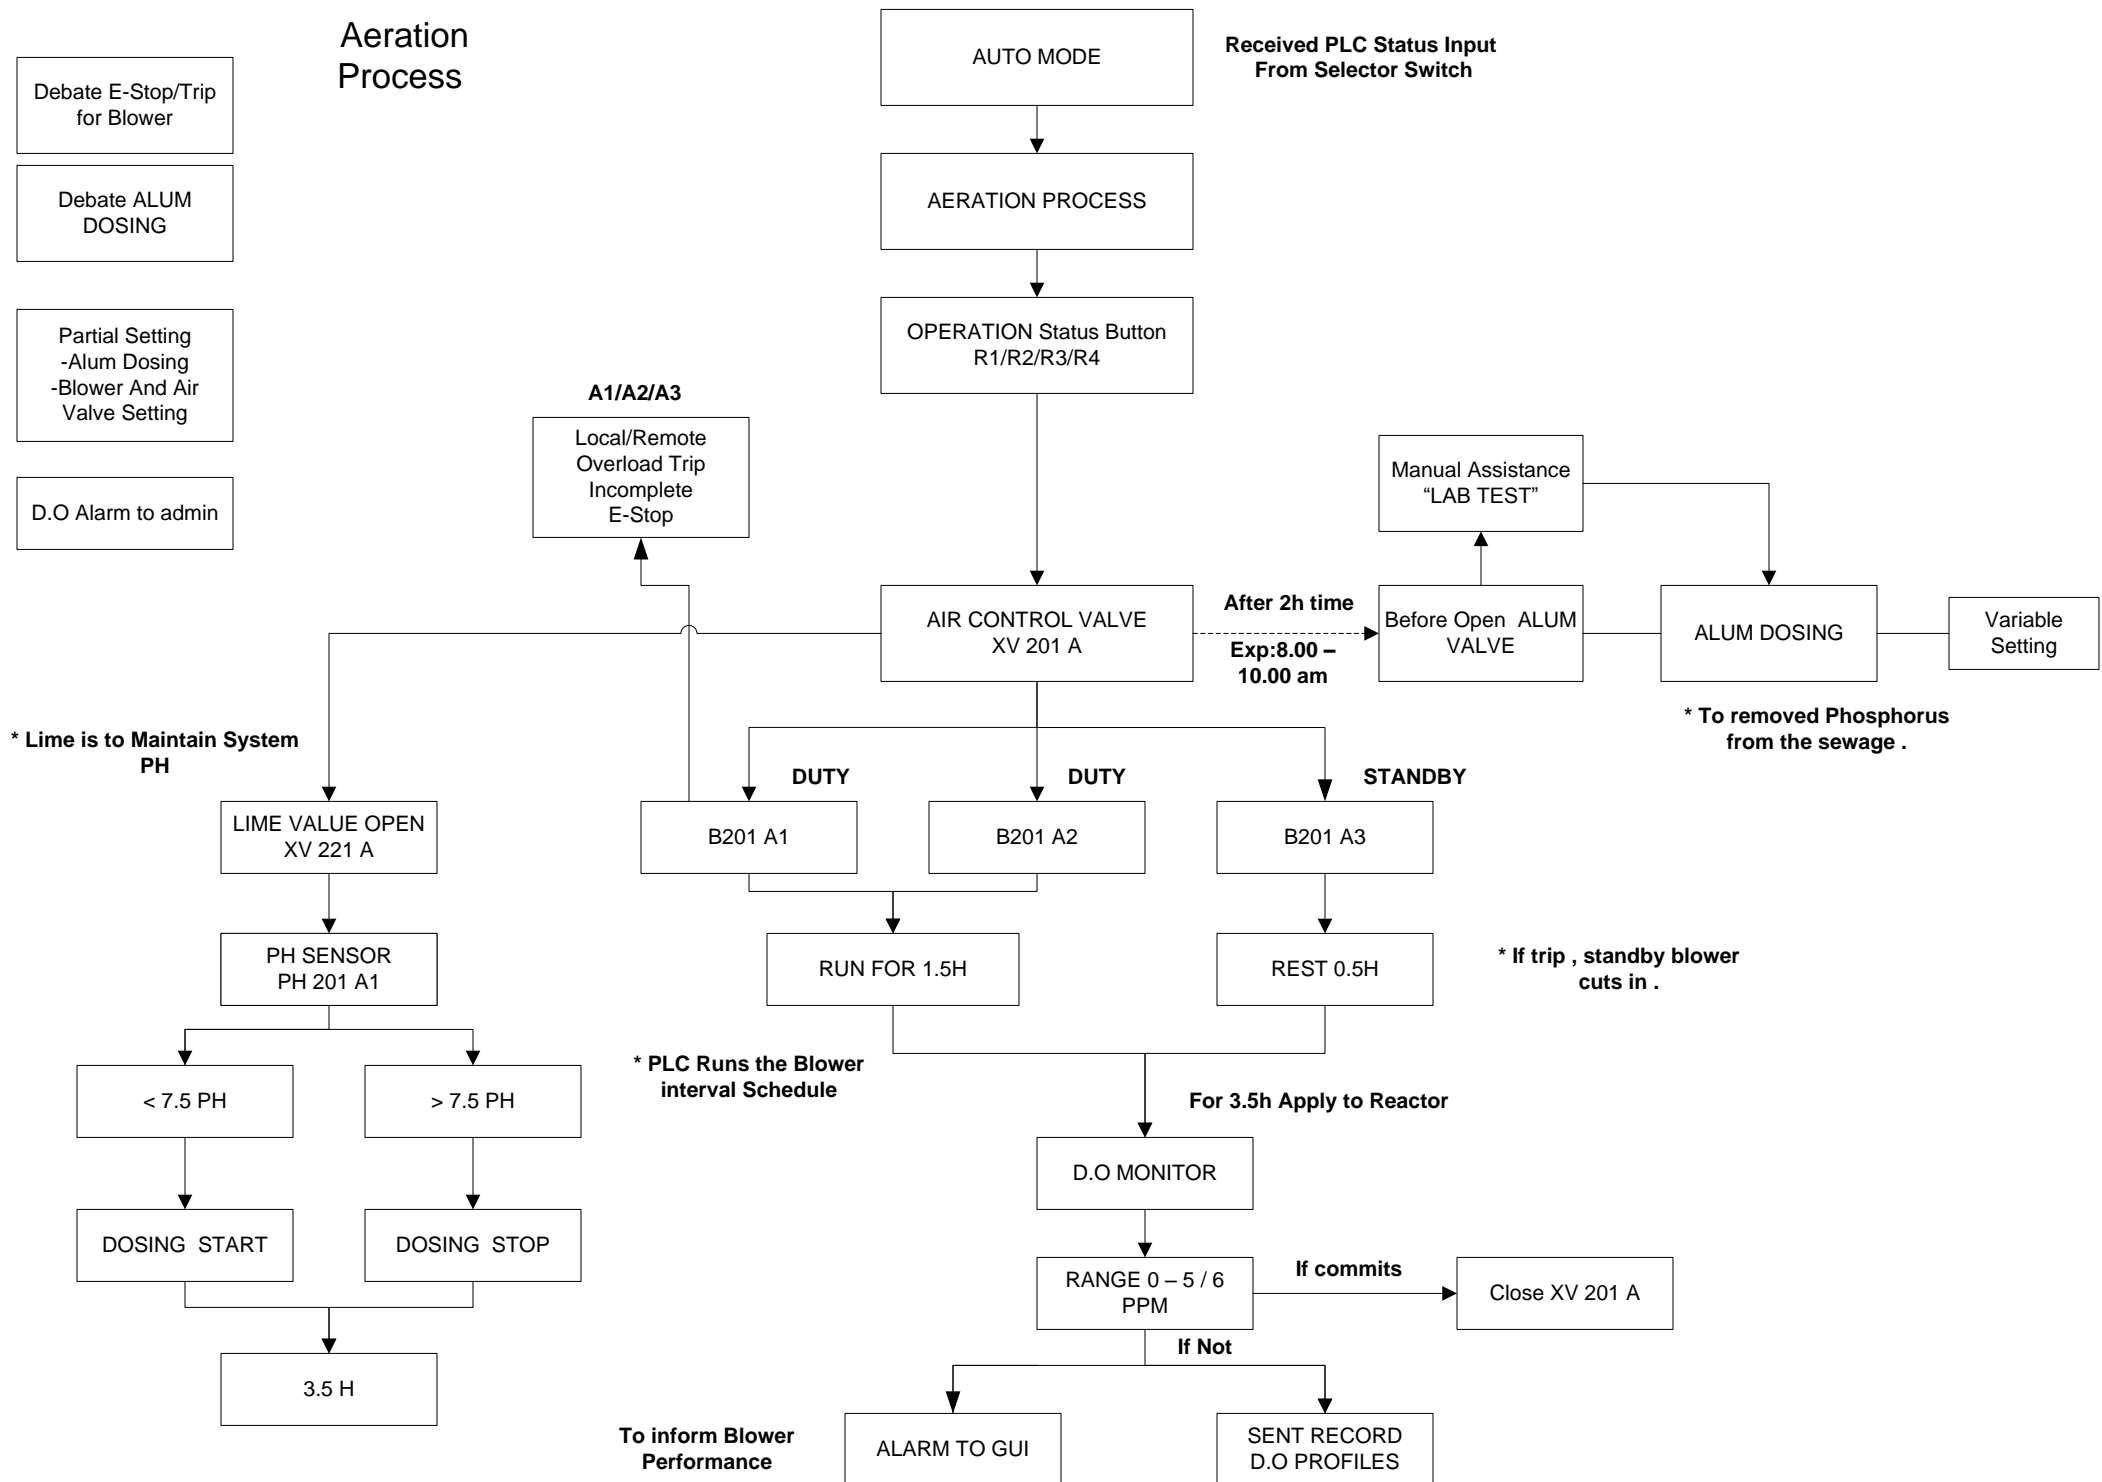 Aeration
Process
Debate E-Stop/Trip
for Blower
Debate ALUM
DOSING
Partial Setting
-Alum Dosing
-Blower And Air
Valve Setting
D.O Alarm to admin
AUTO MODE
Received PLC Status Input
From Selector Switch
AERATION PROCESS
OPERATION Status Button
R1/R2/R3/R4
A1/A2/A3
Local/Remote
Overload Trip
Incomplete
E-Stop
Manual Assistance
“LAB TEST”
AIR CONTROL VALVE
XV 201 A
After 2h time
Exp:8.00 –
10.00 am
Before Open ALUM
VALVE
ALUM DOSING
Variable
Setting
* To removed Phosphorus
from the sewage .
* Lime is to Maintain System
PH
DUTY
DUTY
STANDBY
LIME VALUE OPEN
XV 221 A
B201 A1
B201 A2
B201 A3
PH SENSOR
PH 201 A1
RUN FOR 1.5H
REST 0.5H
* If trip , standby blower
cuts in .
< 7.5 PH
> 7.5 PH
* PLC Runs the Blower
interval Schedule
For 3.5h Apply to Reactor
D.O MONITOR
DOSING START
DOSING STOP
RANGE 0 – 5 / 6
PPM
If commits
Close XV 201 A
If Not
3.5 H
To inform Blower
Performance
ALARM TO GUI
SENT RECORD
D.O PROFILES